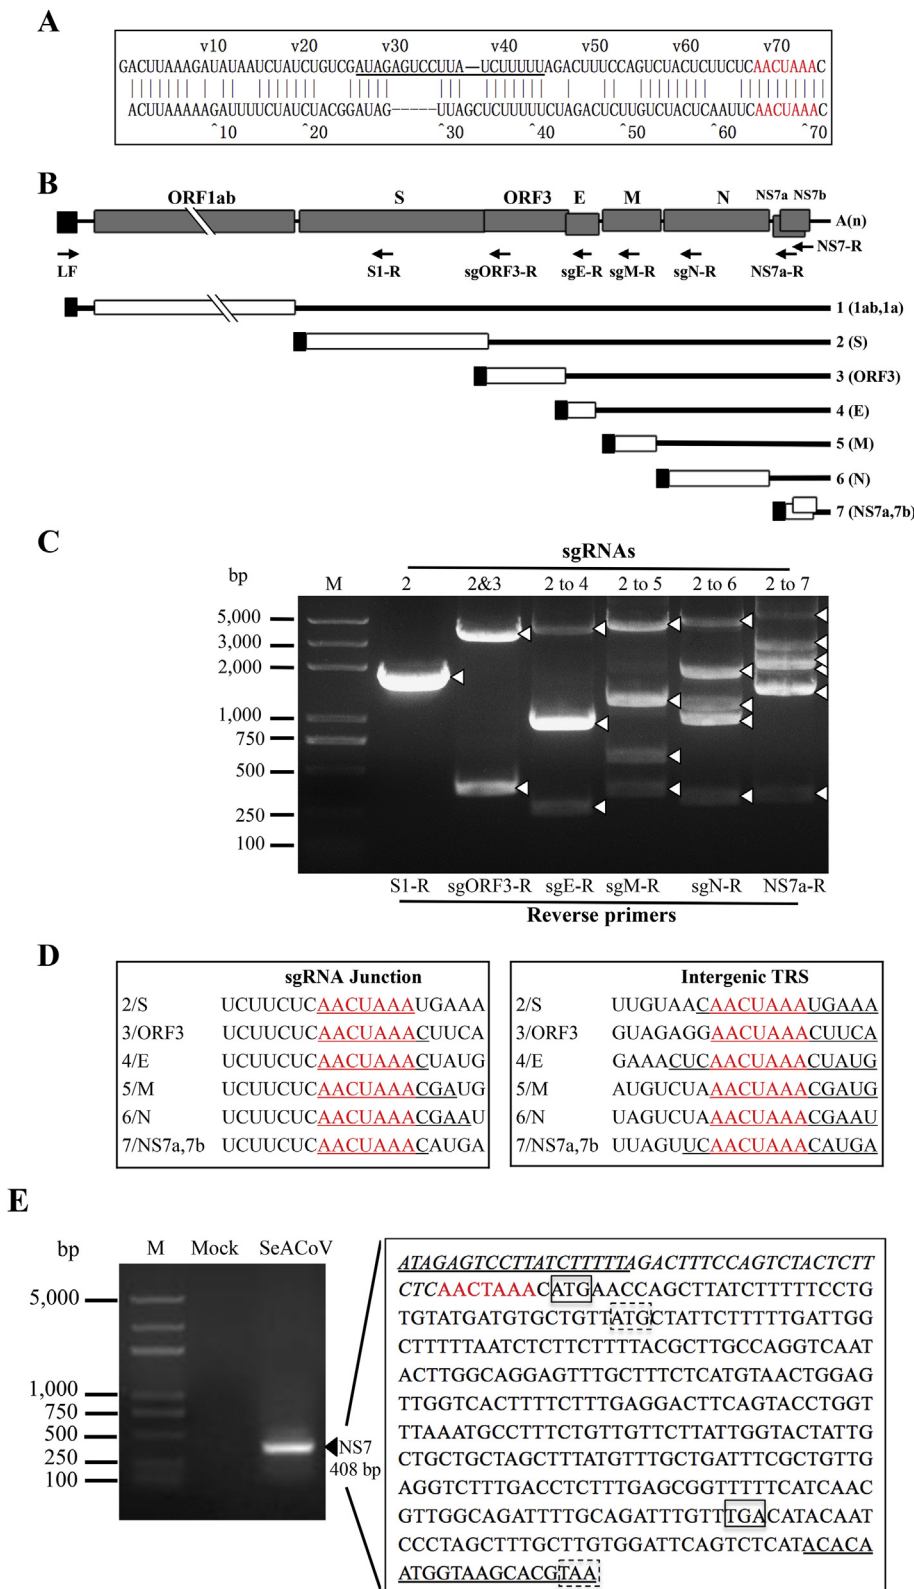 A
v10 v20 v30 v40 v50 v60 v70
GACUUAAAGAUAUAAUCUAUCUGUCGAUAGAGUCCUUA—UCUUUUUAGACUUUCCAGUCUACUCUUCUCAACUAAAC
ACUUAAAAAGAUUUUCUAUCUACGGAUAG-----UUAGCUCUUUUUCUAGACUCUUGUCUACUCAAUUCAACUAAAC
^10 ^20 ^30 ^40 ^50 ^60 ^70
B
ORF1ab S ORF3 E M N NS7a NS7b
A(n)
NS7-R
LF S1-R sgORF3-R sgE-R sgM-R sgN-R NS7a-R
1 (1ab,1a)
2 (S)
3 (ORF3)
4 (E)
5 (M)
6 (N)
7 (NS7a,7b)
C
sgRNAs
bp M 2 2&3 2 to 4 2 to 5 2 to 6 2 to 7
5,000
3,000
2,000
1,000
750
500
250
100
S1-R sgORF3-R sgE-R sgM-R sgN-R NS7a-R
Reverse primers
D
sgRNA Junction
2/S UCUUCUCAACUAAAUGAAA
3/ORF3 UCUUCUCAACUAAACUUCA
4/E UCUUCUCAACUAAACUAUG
5/M UCUUCUCAACUAAACGAUG
6/N UCUUCUCAACUAAACGAAU
7/NS7a,7b UCUUCUCAACUAAACAUGA
Intergenic TRS
2/S UUGUAACAACUAAAUGAAA
3/ORF3 GUAGAGGAACUAAACUUCA
4/E GAAACUCAACUAAACUAUG
5/M AUGUCUAAACUAAACGAUG
6/N UAGUCUAAACUAAACGAAU
7/NS7a,7b UUAGUUCAACUAAACAUGA
E
bp M Mock SeACoV
5,000
1,000
750
500
250
100
NS7
408 bp
ATAGAGTCCTTATCTTTTTAGACTTTCCAGTCTACTCTT
CTCAACTAAACATGAACCAGCTTATCTTTTTCCTG
TGTATGATGTGCTGTTATGCTATTCTTTTTGATTGG
CTTTTTAATCTCTTCTTTTACGCTTGCCAGGTCAAT
ACTTGGCAGGAGTTTGCTTTCTCATGTAACTGGAG
TTGGTCACTTTTCTTTGAGGACTTCAGTACCTGGT
TTAAATGCCTTTCTGTTGTTCTTATTGGTACTATTG
CTGCTGCTAGCTTTATGTTTGCTGATTTCGCTGTTG
AGGTCTTTGACCTCTTTGAGCGGTTTTTCATCAAC
GTTGGCAGATTTTGCAGATTTGTTTGACATACAAT
CCCTAGCTTTGCTTGTGGATTCAGTCTCATACACA
ATGGTAAGCACGTAA